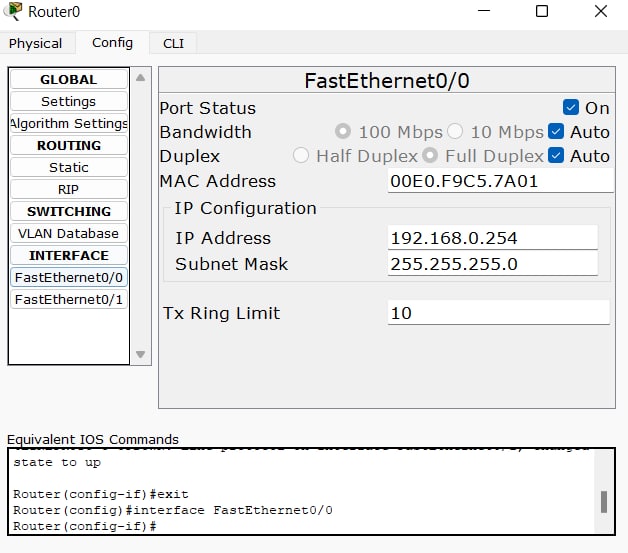 Router0
Physical Config CLI
GLOBAL
Settings
Algorithm Settings
ROUTING
Static
RIP
SWITCHING
VLAN Database
INTERFACE
FastEthernet0/0
FastEthernet0/1
FastEthernet0/0
Port Status On
Bandwidth 100 Mbps 10 Mbps Auto
Duplex Half Duplex Full Duplex Auto
MAC Address 00E0.F9C5.7A01
IP Configuration
IP Address 192.168.0.254
Subnet Mask 255.255.255.0
Tx Ring Limit 10
Equivalent IOS Commands
state to up
Router(config-if)#exit
Router(config)#interface FastEthernet0/0
Router(config-if)#